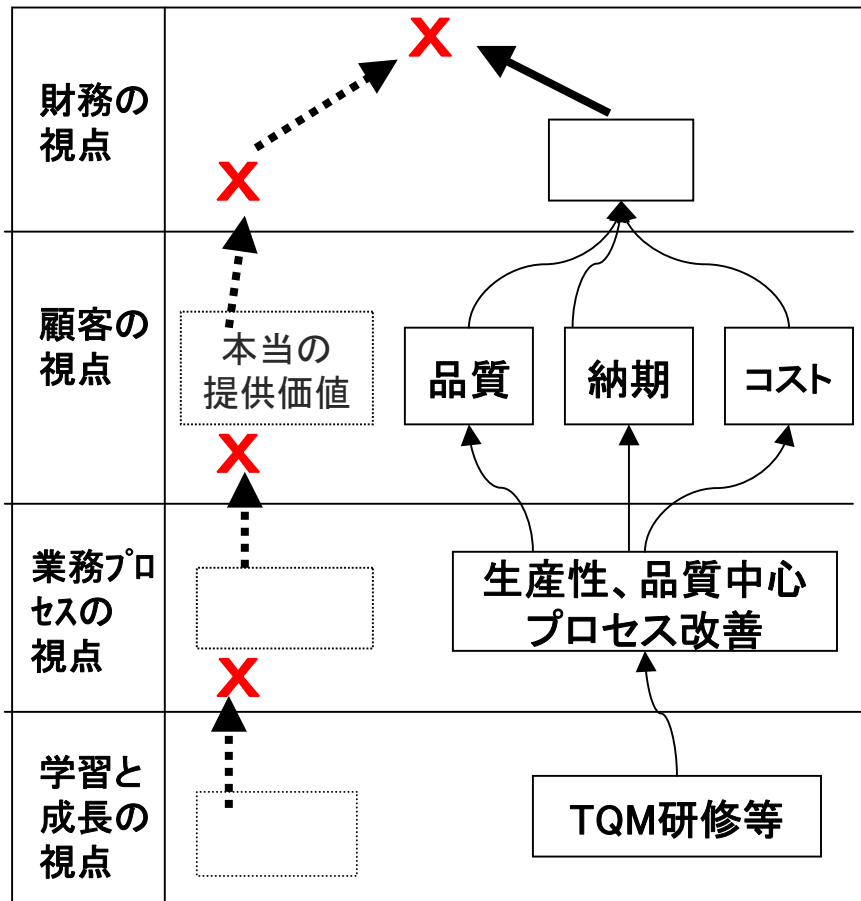 X
財務の
視点
X
顧客の
視点
本当の
提供価値
品質
納期
コスト
X
業務プロ
セスの
視点
生産性、品質中心
プロセス改善
X
学習と
成長の
視点
TQM研修等